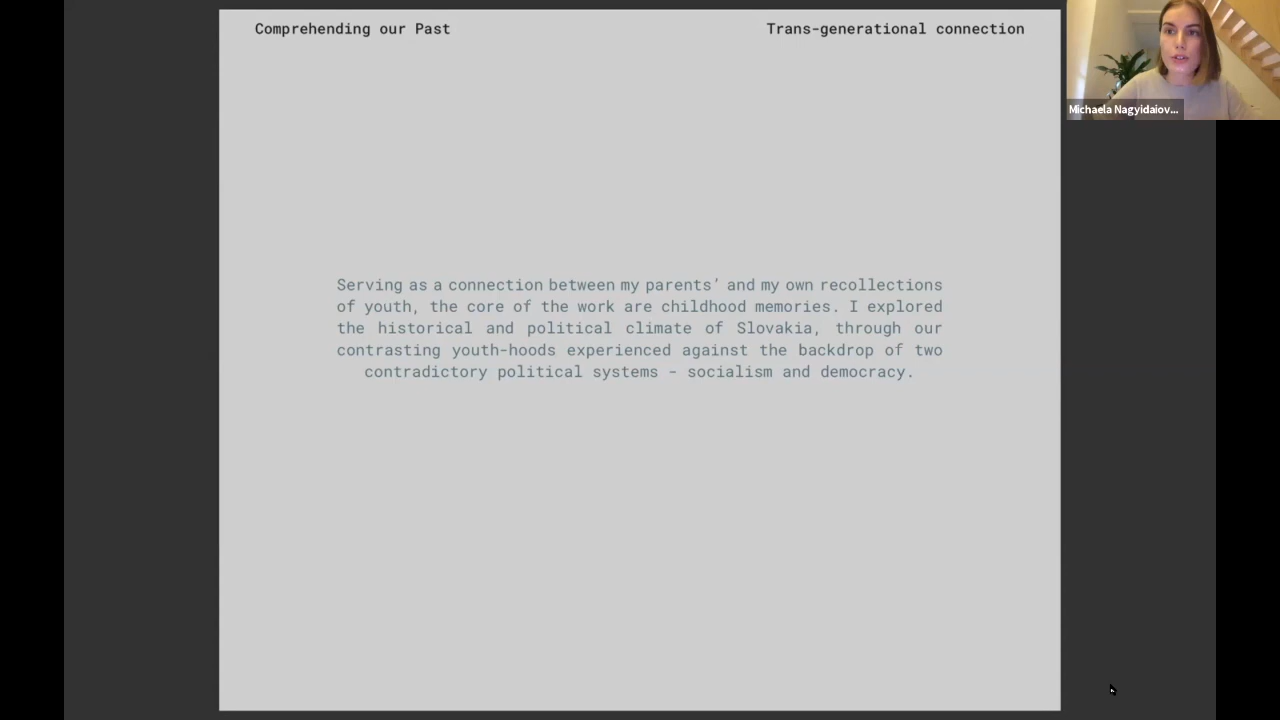 Comprehending our Past
Trans-generational connection
Michaela Nagyidaiov...
Serving as a connection between my parents’ and my own recollections
of youth, the core of the work are childhood memories. I explored
the historical and political climate of Slovakia, through our
contrasting youth-hoods experienced against the backdrop of two
contradictory political systems - socialism and democracy.